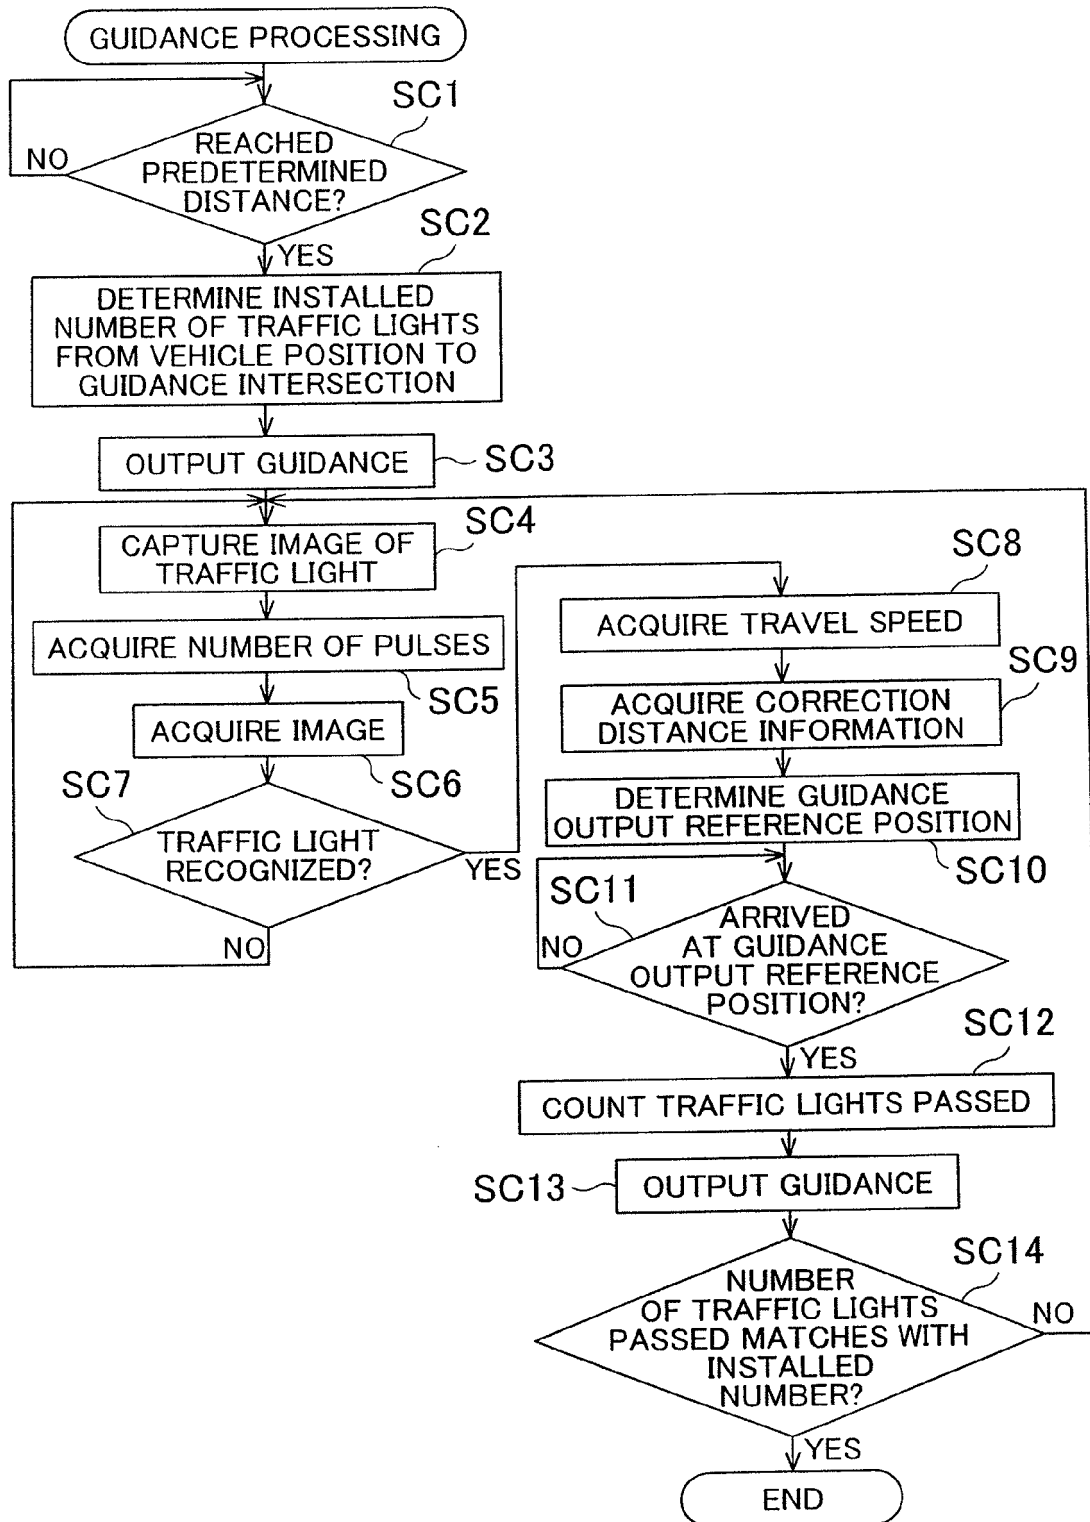 GUIDANCE PROCESSING
SC1
REACHED
PREDETERMINED
DISTANCE?
NO
YES
SC2
DETERMINE INSTALLED
NUMBER OF TRAFFIC LIGHTS
FROM VEHICLE POSITION TO
GUIDANCE INTERSECTION
OUTPUT GUIDANCE
SC3
SC4
CAPTURE IMAGE OF
TRAFFIC LIGHT
ACQUIRE NUMBER OF PULSES
SC5
ACQUIRE IMAGE
SC6
SC7
TRAFFIC LIGHT
RECOGNIZED?
YES
NO
SC8
ACQUIRE TRAVEL SPEED
SC9
ACQUIRE CORRECTION
DISTANCE INFORMATION
DETERMINE GUIDANCE
OUTPUT REFERENCE POSITION
SC10
SC11
ARRIVED
AT GUIDANCE
OUTPUT REFERENCE
POSITION?
NO
YES
SC12
COUNT TRAFFIC LIGHTS PASSED
SC13
OUTPUT GUIDANCE
SC14
NUMBER
OF TRAFFIC LIGHTS
PASSED MATCHES WITH
INSTALLED
NUMBER?
NO
YES
END